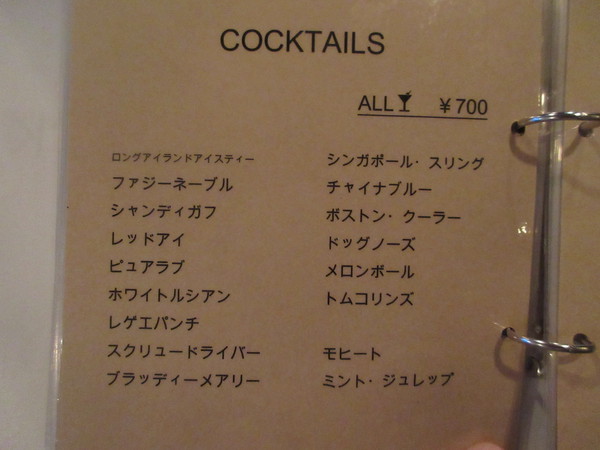 COCKTAILS
ALL ￥700
ロングアイランドアイスティー
ファジーネーブル
シャンディガフ
レッドアイ
ピュアラブ
ホワイトルシアン
レゲエパンチ
スクリュードライバー
ブラッディーメアリー
シンガポール・スリング
チャイナブルー
ボストン・クーラー
ドッグノーズ
メロンボール
トムコリンズ
モヒート
ミント・ジュレップ